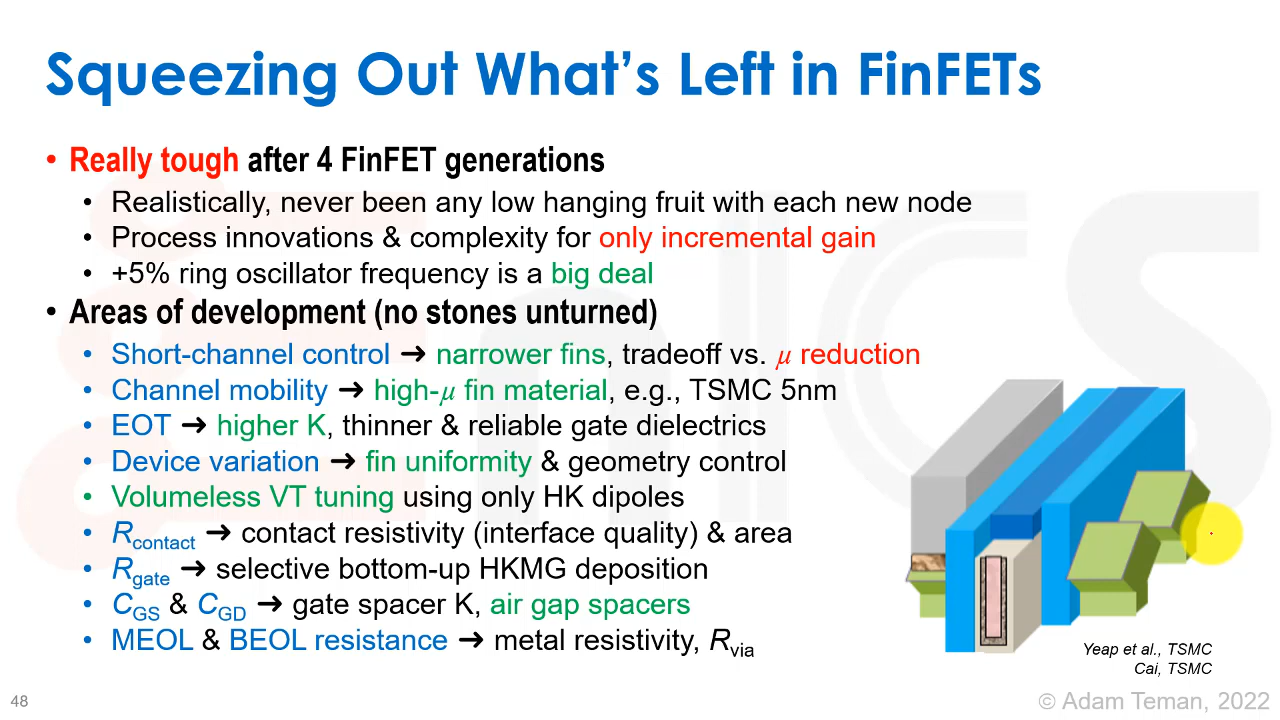 Squeezing Out What's Left in FinFETs
• Really tough after 4 FinFET generations
• Realistically, never been any low hanging fruit with each new node
• Process innovations & complexity for only incremental gain
• +5% ring oscillator frequency is a big deal
• Areas of development (no stones unturned)
• Short-channel control ➜ narrower fins, tradeoff vs. μ reduction
• Channel mobility ➜ high-μ fin material, e.g., TSMC 5nm
• EOT ➜ higher K, thinner & reliable gate dielectrics
• Device variation ➜ fin uniformity & geometry control
• Volumeless VT tuning using only HK dipoles
• Rcontact ➜ contact resistivity (interface quality) & area
• Rgate ➜ selective bottom-up HKMG deposition
• CGS & CGD ➜ gate spacer K, air gap spacers
• MEOL & BEOL resistance ➜ metal resistivity, Rvia
Yeap et al., TSMC
Cai, TSMC
48
© Adam Teman, 2022